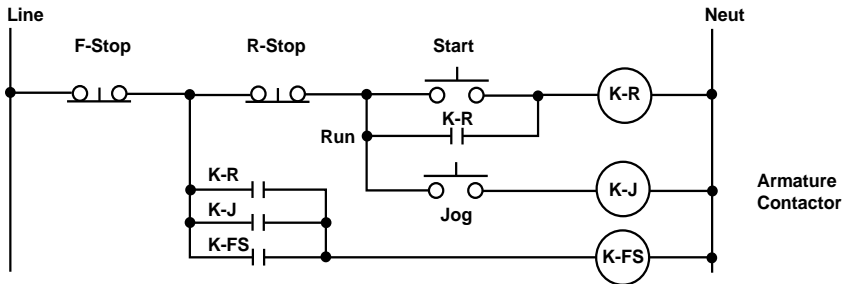 Line
Neut
F-Stop
R-Stop
Start
K-R
K-R
Run
K-R
K-J
Armature
Contactor
K-J
Jog
K-FS
K-FS